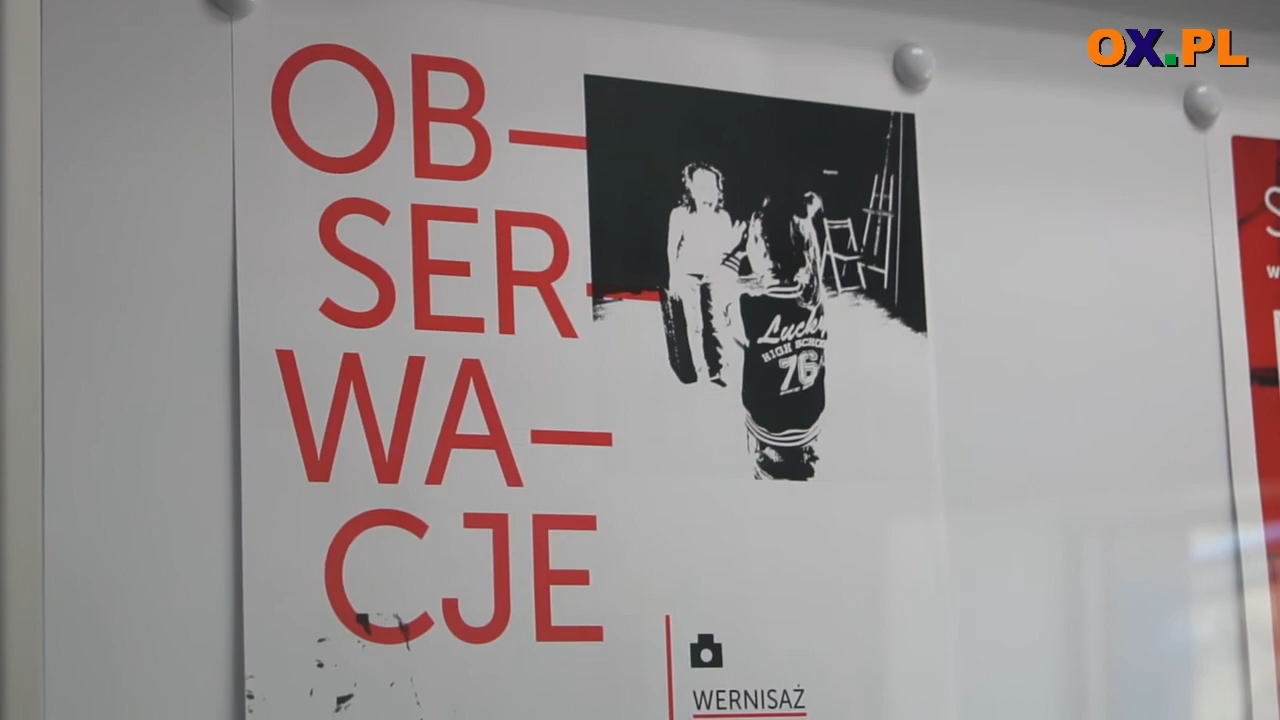 OX.PL
OB–
SER-
WA–
CJE
Lucky
HIGH SCHOOL
76
WERNISAŻ